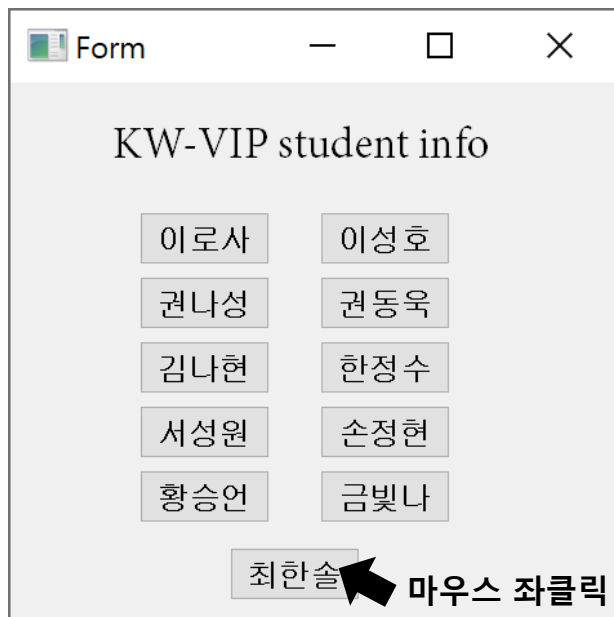 Form
KW-VIP student info
이로사 이성호
권나성 권동욱
김나현 한정수
서성원 손정현
황승언 금빛나
최한솔
마우스 좌클릭